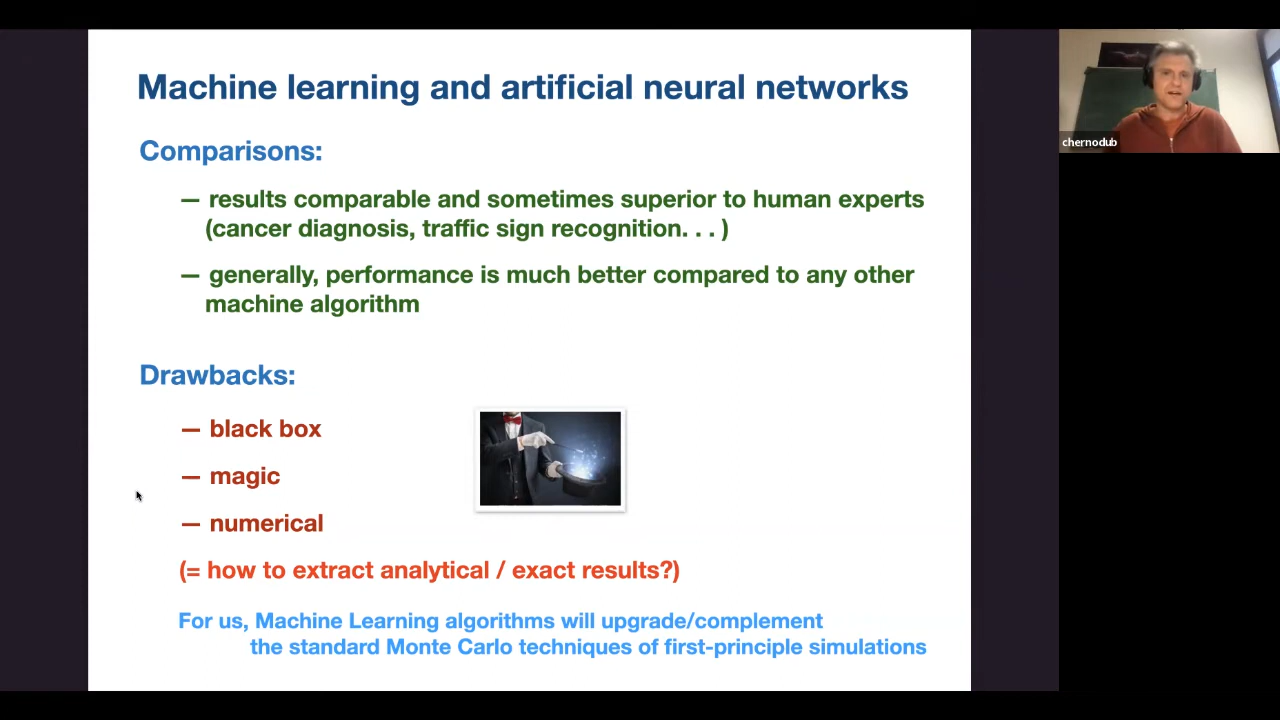 Machine learning and artificial neural networks
Comparisons:
— results comparable and sometimes superior to human experts
(cancer diagnosis, traffic sign recognition. . . )
— generally, performance is much better compared to any other
machine algorithm
Drawbacks:
— black box
— magic
— numerical
(= how to extract analytical / exact results?)
For us, Machine Learning algorithms will upgrade/complement
the standard Monte Carlo techniques of first-principle simulations
chernodub